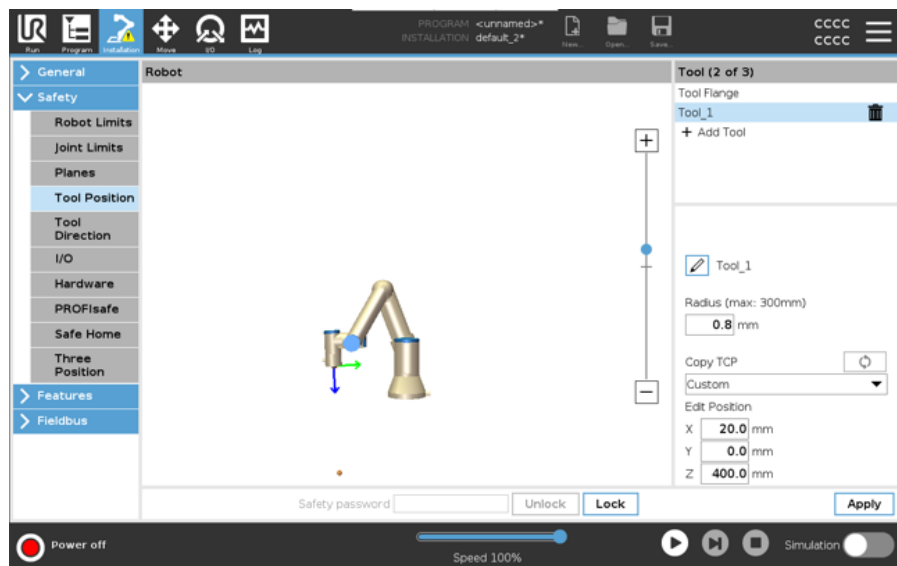 PROGRAM <unnamed>*
INSTALLATION default_2*
Run Program Installation Move I/O Log
New... Open... Save...
CCCC
CCCC
General
Safety
Robot Limits
Joint Limits
Planes
Tool Position
Tool
Direction
I/O
Hardware
PROFIsafe
Safe Home
Three
Position
Features
Fieldbus
Robot
Safety password
Unlock
Lock
Tool (2 of 3)
Tool Flange
Tool_1
+ Add Tool
Tool_1
Radius (max: 300mm)
0.8 mm
Copy TCP
Custom
Edit Position
X 20.0 mm
Y 0.0 mm
Z 400.0 mm
Apply
Power off
Speed 100%
Simulation